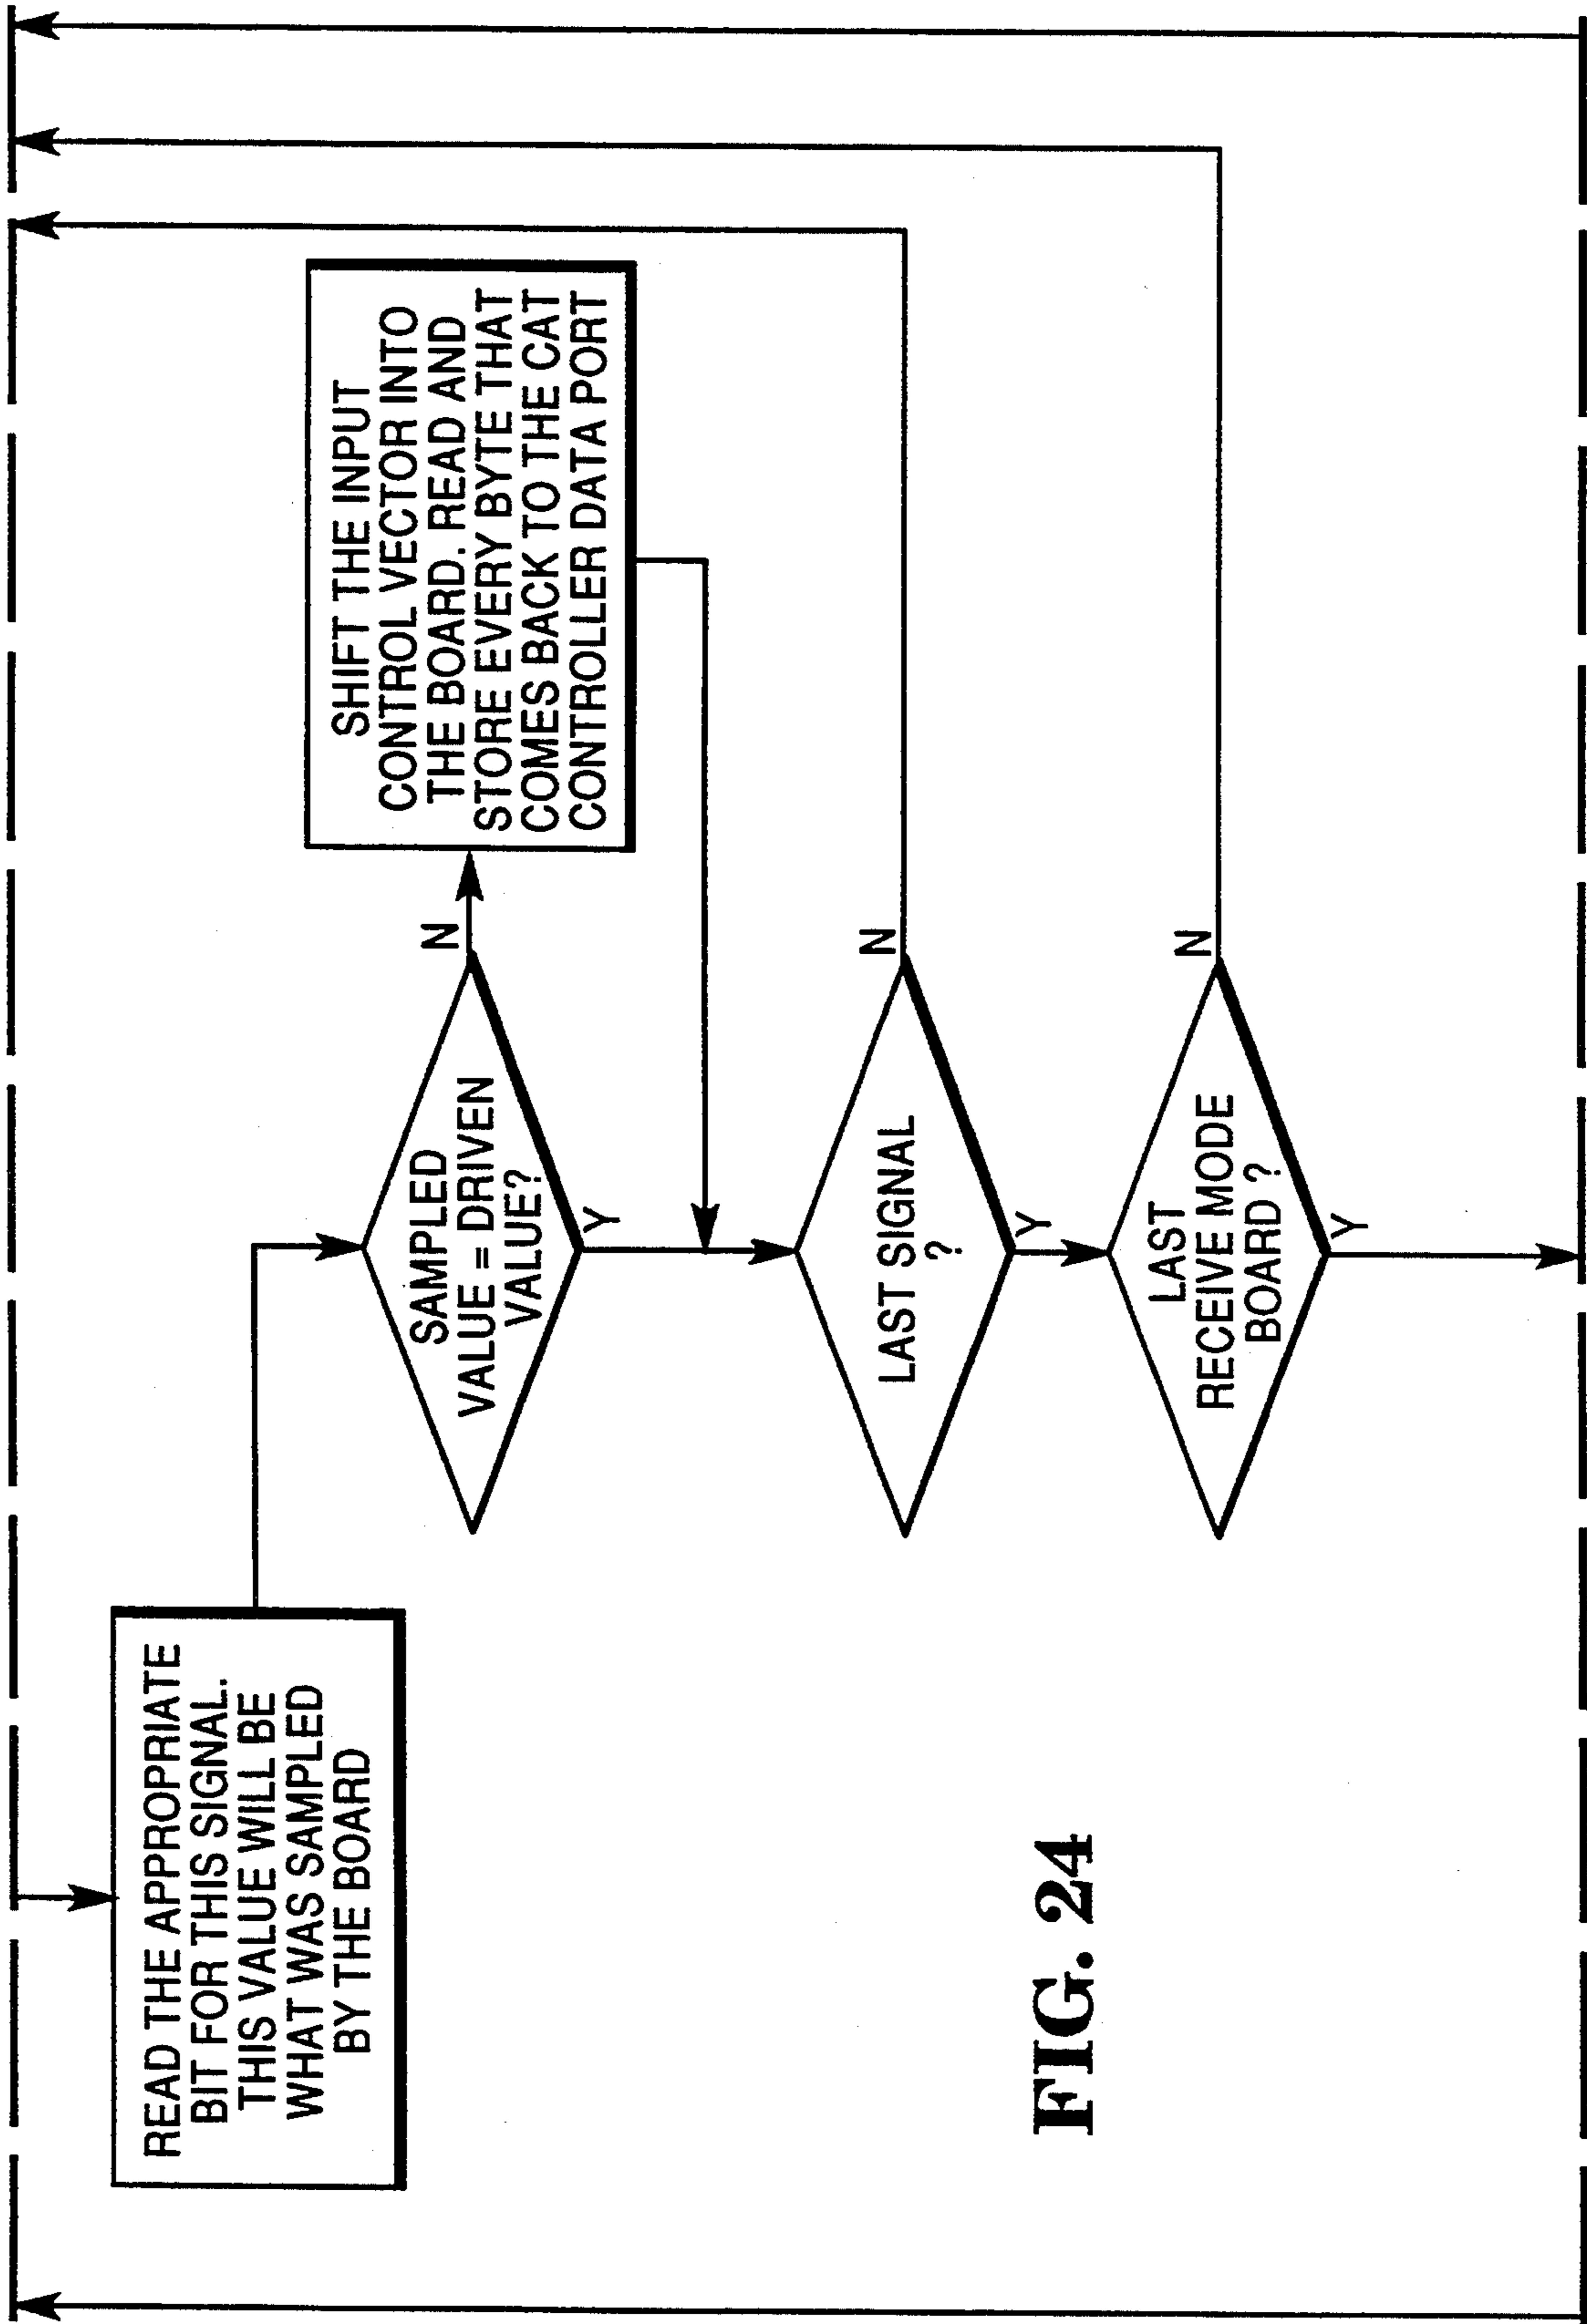 READ THE APPROPRIATE
BIT FOR THIS SIGNAL.
THIS VALUE WILL BE
WHAT WAS SAMPLED
BY THE BOARD
SAMPLED
VALUE = DRIVEN
VALUE?
N
Y
SHIFT THE INPUT
CONTROL VECTOR INTO
THE BOARD. READ AND
STORE EVERY BYTE THAT
COMES BACK TO THE CAT
CONTROLLER DATA PORT
LAST SIGNAL
?
N
Y
LAST
RECEIVE MODE
BOARD ?
N
Y
FIG. 24